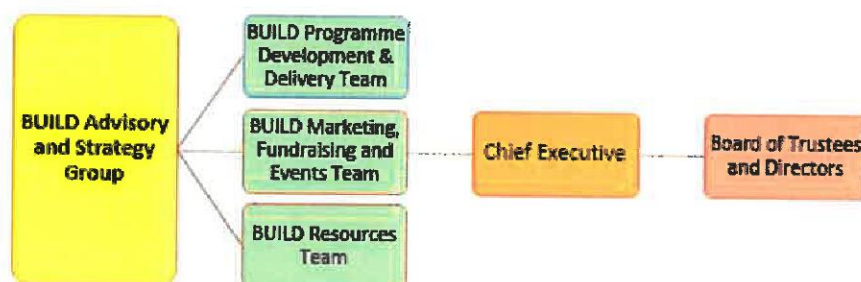 BUILD Advisory
and Strategy
Group
BUILD Programme
Development &
Delivery Team
BUILD Marketing,
Fundraising and
Events Team
BUILD Resources
Team
Chief Executive
Board of Trustees
and Directors